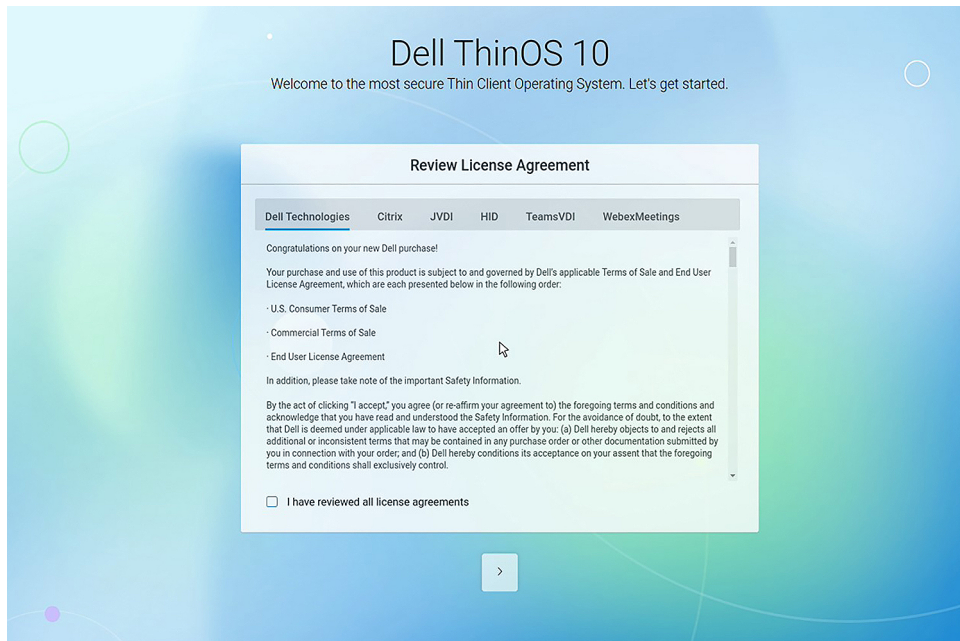 Dell ThinOS 10
Welcome to the most secure Thin Client Operating System. Let's get started.
Review License Agreement
Dell Technologies Citrix JVDI HID TeamsVDI WebexMeetings
Congratulations on your new Dell purchase!
Your purchase and use of this product is subject to and governed by Dell's applicable Terms of Sale and End User
License Agreement, which are each presented below in the following order:
· U.S. Consumer Terms of Sale
· Commercial Terms of Sale
· End User License Agreement
In addition, please take note of the important Safety Information.
By the act of clicking "I accept," you agree (or re-affirm your agreement to) the foregoing terms and conditions and
acknowledge that you have read and understood the Safety Information. For the avoidance of doubt, to the extent
that Dell is deemed under applicable law to have accepted an offer by you: (a) Dell hereby objects to and rejects all
additional or inconsistent terms that may be contained in any purchase order or other documentation submitted by
you in connection with your order; and (b) Dell hereby conditions its acceptance on your assent that the foregoing
terms and conditions shall exclusively control.
I have reviewed all license agreements